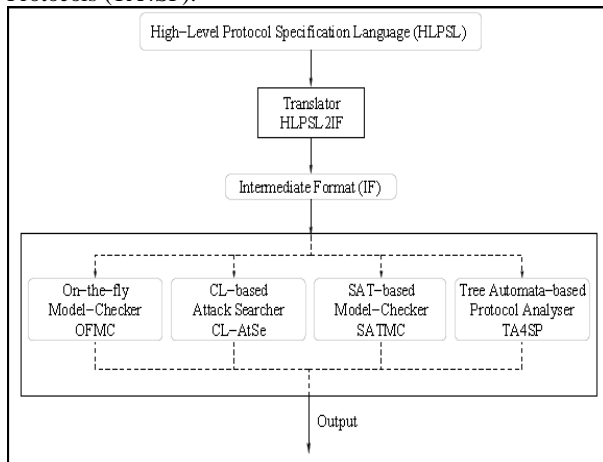 High-Level Protocol Specification Language (HLPSL)
Translator
HLPSL2IF
Intermediate Format (IF)
On-the-fly
Model-Checker
OFMC
CL-based
Attack Searcher
CL-AtSe
SAT-based
Model-Checker
SATMC
Tree Automata-based
Protocol Analyser
TA4SP
Output